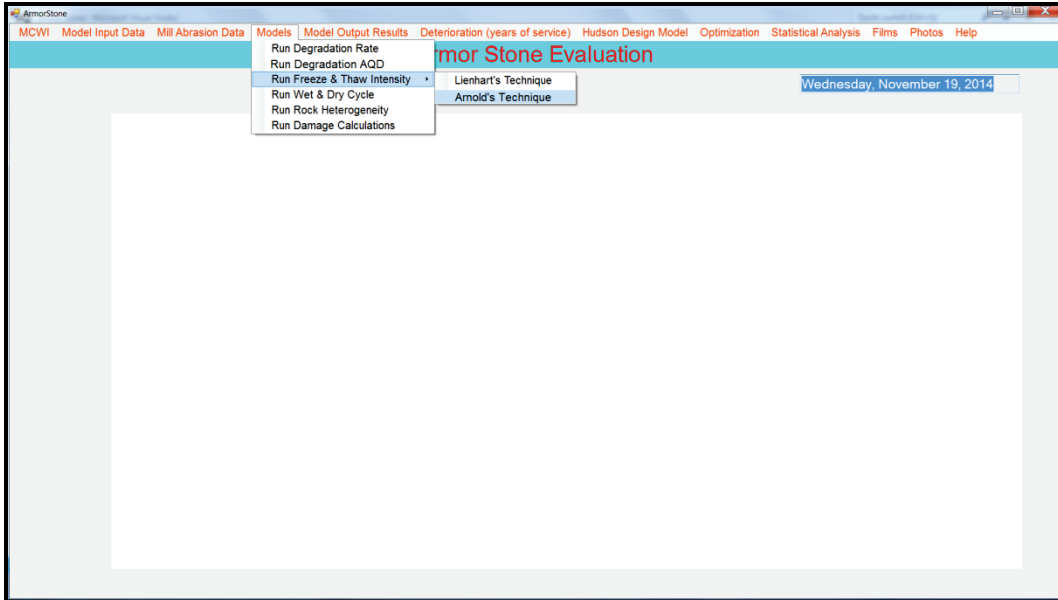 ArmorStone
MCWI Model Input Data Mill Abrasion Data Models Model Output Results Deterioration (years of service) Hudson Design Model Optimization Statistical Analysis Films Photos Help
mor Stone Evaluation
Wednesday, November 19, 2014
Run Degradation Rate
Run Degradation AQD
Run Freeze & Thaw Intensity
Lienhart's Technique
Arnold's Technique
Run Wet & Dry Cycle
Run Rock Heterogeneity
Run Damage Calculations